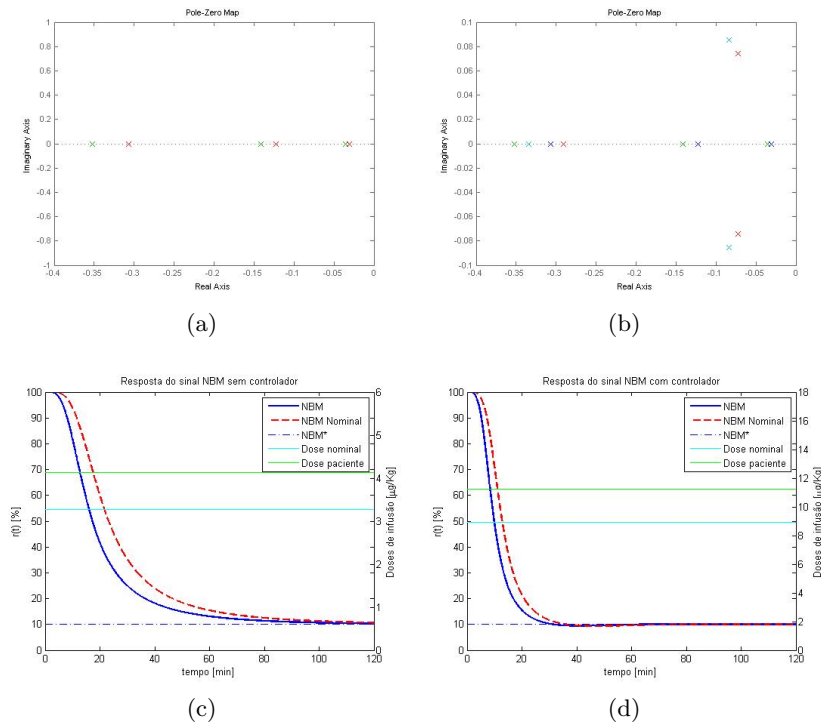 Pole-Zero Map
1
0.8
0.6
0.4
0.2
0
-0.2
-0.4
-0.6
-0.8
-1
Imaginary Axis
-0.4 -0.35 -0.3 -0.25 -0.2 -0.15 -0.1 -0.05 0
Real Axis
(a)
Pole-Zero Map
0.1
0.08
0.06
0.04
0.02
0
-0.02
-0.04
-0.06
-0.08
-0.1
Imaginary Axis
-0.4 -0.35 -0.3 -0.25 -0.2 -0.15 -0.1 -0.05 0
Real Axis
(b)
Resposta do sinal NBM sem controlador
100
90
80
70
60
50
40
30
20
10
0
r(t) [%]
NBM
NBM Nominal
NBM*
Dose nominal
Dose paciente
6
5
4
3
2
1
0
Doses de infusão [µg/Kg]
0 20 40 60 80 100 120
tempo [min]
(c)
Resposta do sinal NBM com controlador
100
90
80
70
60
50
40
30
20
10
0
r(t) [%]
NBM
NBM Nominal
NBM*
Dose nominal
Dose paciente
18
16
14
12
10
8
6
4
2
0
Doses de infusão [µg/Kg]
0 20 40 60 80 100 120
tempo [min]
(d)